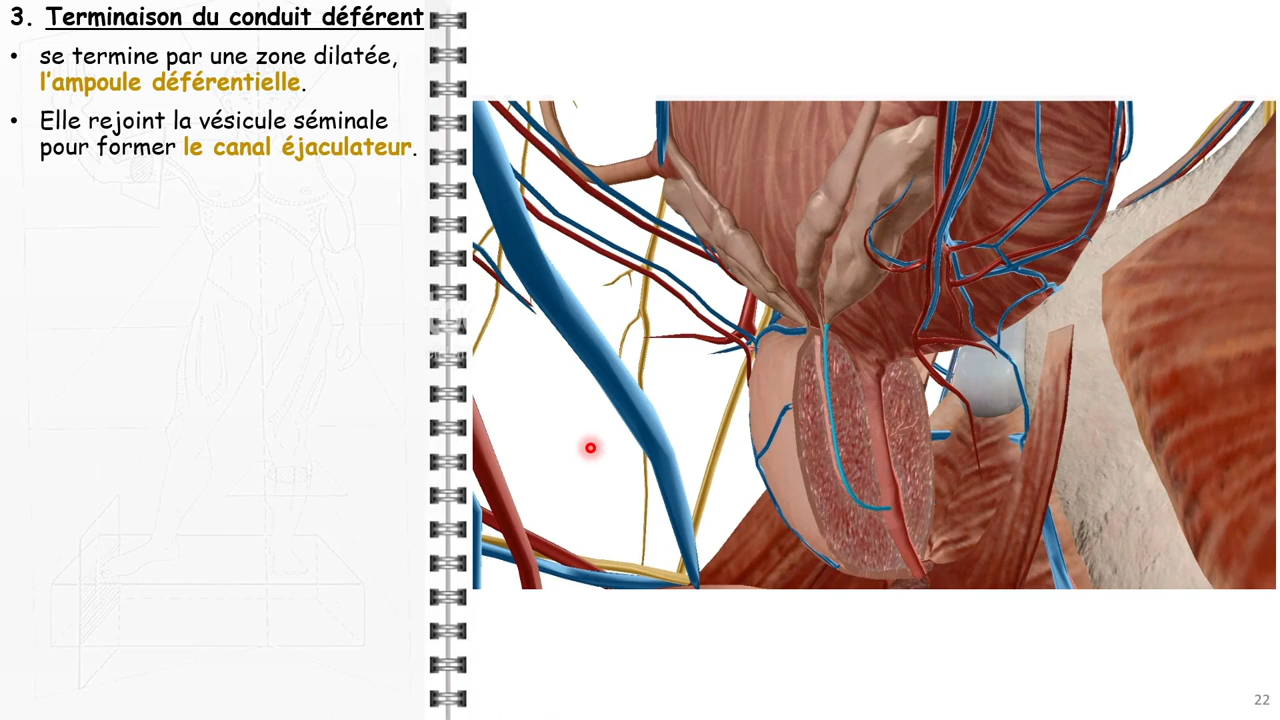 3. Terminaison du conduit déférent
• se termine par une zone dilatée,
l’ampoule déférentielle.
• Elle rejoint la vésicule séminale
pour former le canal éjaculateur.
22